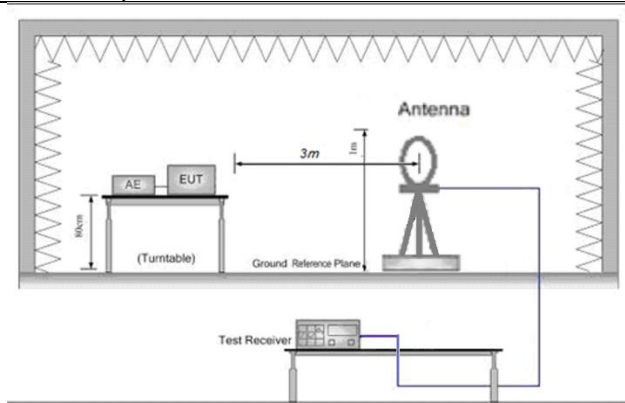 Antenna
3m
1m
AE
EUT
80cm
(Turntable)
Ground Reference Plane
Test Receiver